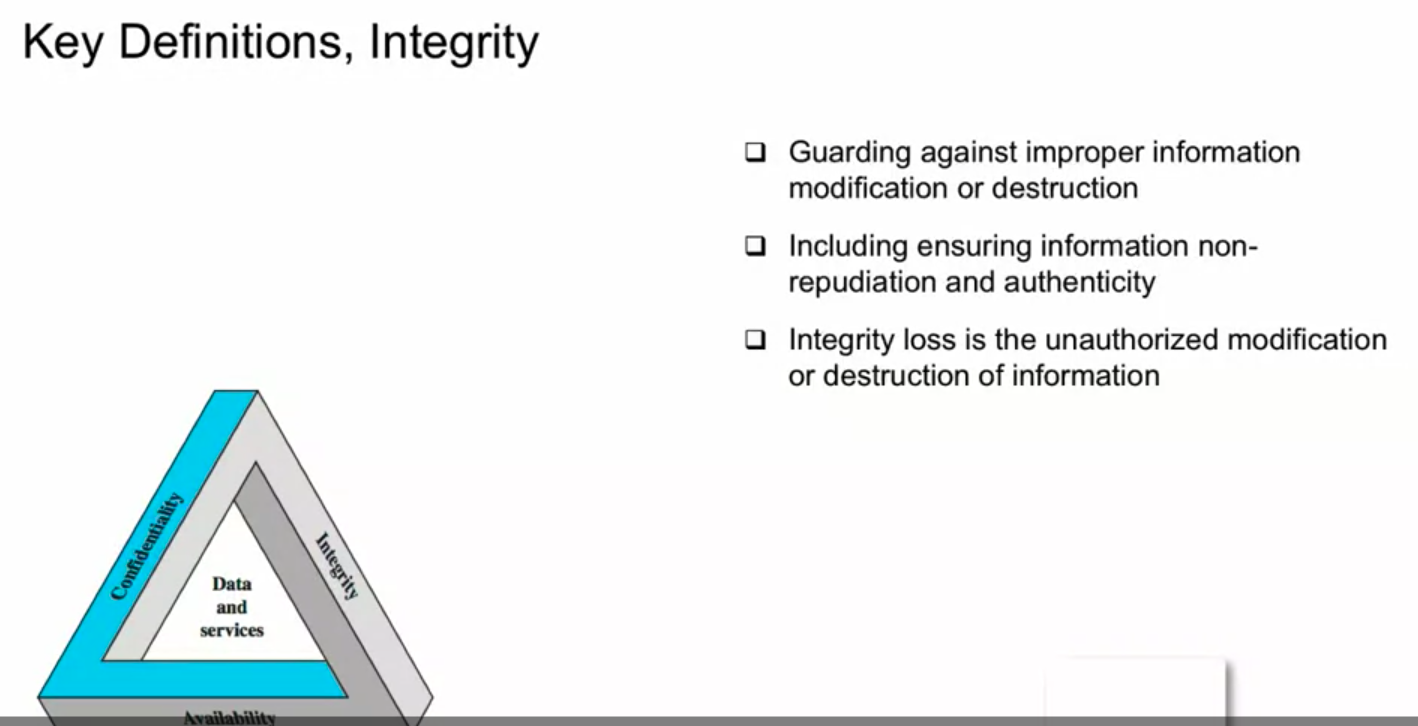 Key Definitions, Integrity
❑ Guarding against improper information
modification or destruction
❑ Including ensuring information non-
repudiation and authenticity
❑ Integrity loss is the unauthorized modification
or destruction of information
Confidentiality
Integrity
Data
and
services
Availability